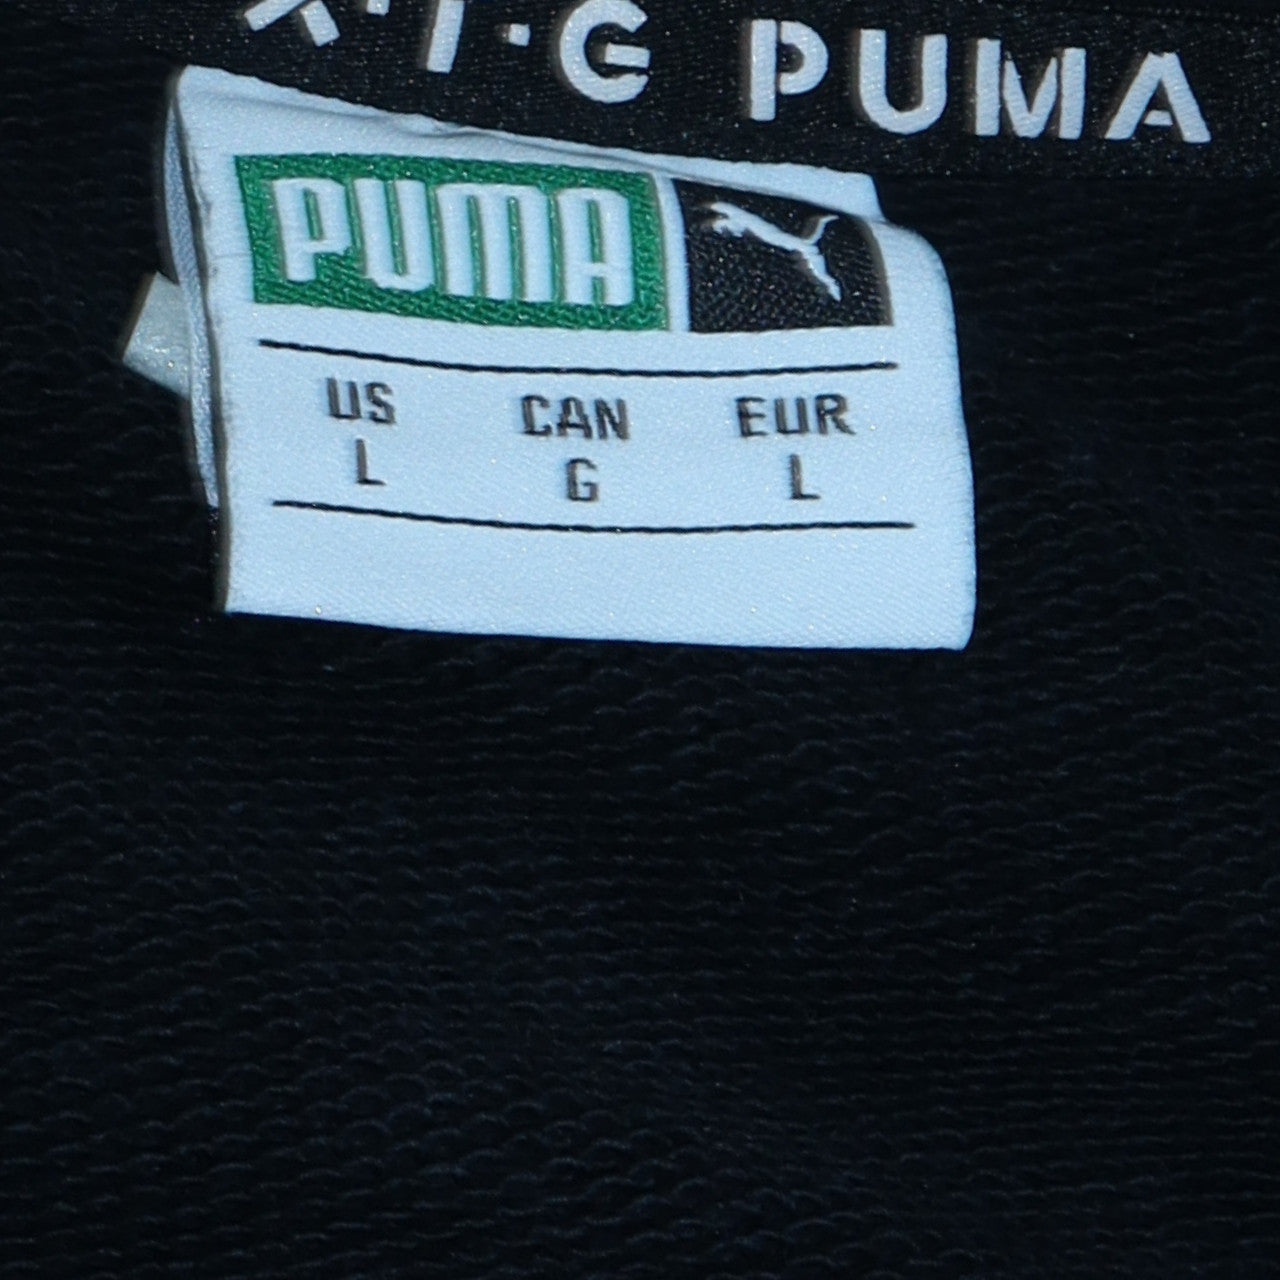 X·T·G PUMA
PUMA
US CAN EUR
L G L